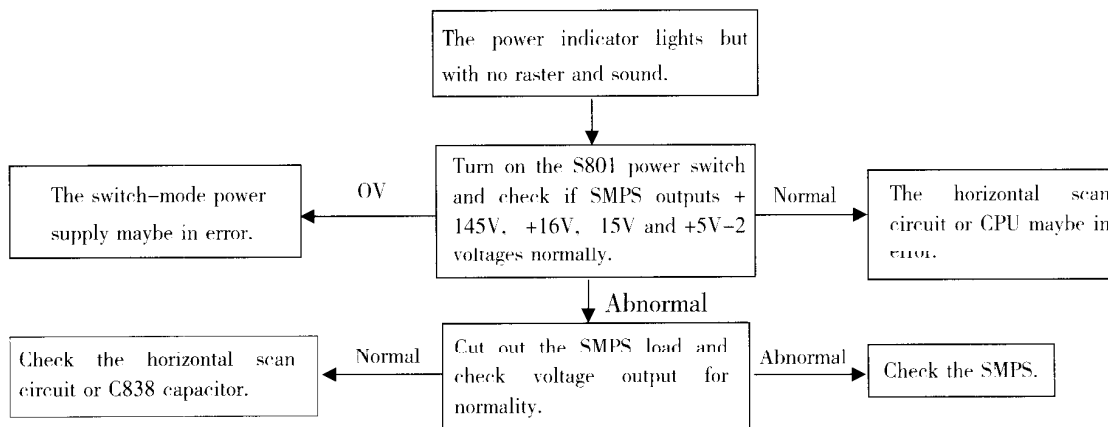 The power indicator lights but
with no raster and sound.
Turn on the S801 power switch
and check if SMPS outputs +
145V, +16V, 15V and +5V-2
voltages normally.
OV
The switch-mode power
supply maybe in error.
Normal
The horizontal scan
circuit or CPU maybe in
error.
Abnormal
Cut out the SMPS load and
check voltage output for
normality.
Normal
Check the horizontal scan
circuit or C838 capacitor.
Abnormal
Check the SMPS.